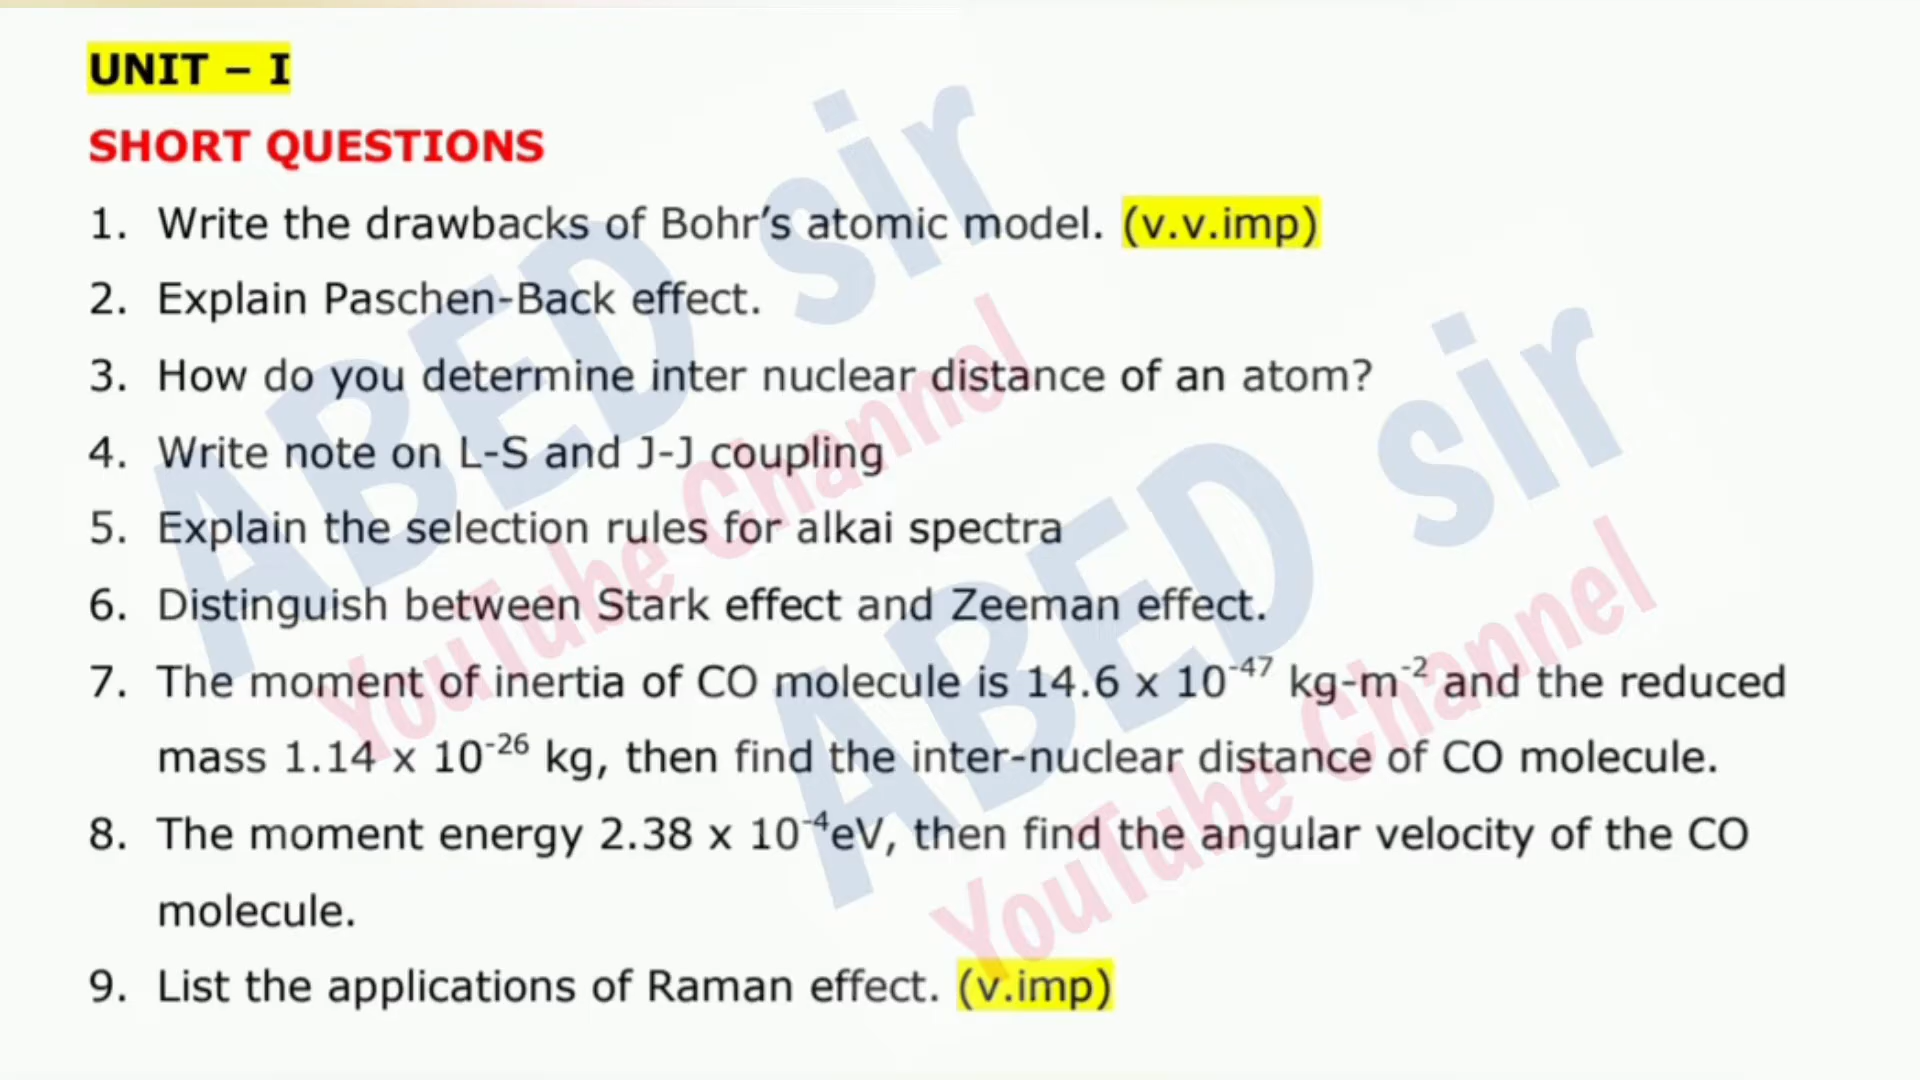 UNIT – I
SHORT QUESTIONS
1. Write the drawbacks of Bohr’s atomic model. (v.v.imp)
2. Explain Paschen-Back effect.
3. How do you determine inter nuclear distance of an atom?
4. Write note on L-S and J-J coupling
5. Explain the selection rules for alkai spectra
6. Distinguish between Stark effect and Zeeman effect.
7. The moment of inertia of CO molecule is 14.6 x 10⁻⁴⁷ kg-m⁻² and the reduced
mass 1.14 x 10⁻²⁶ kg, then find the inter-nuclear distance of CO molecule.
8. The moment energy 2.38 x 10⁻⁴eV, then find the angular velocity of the CO
molecule.
9. List the applications of Raman effect. (v.imp)
ABED sir
YouTube Channel
ABED sir
YouTube Channel